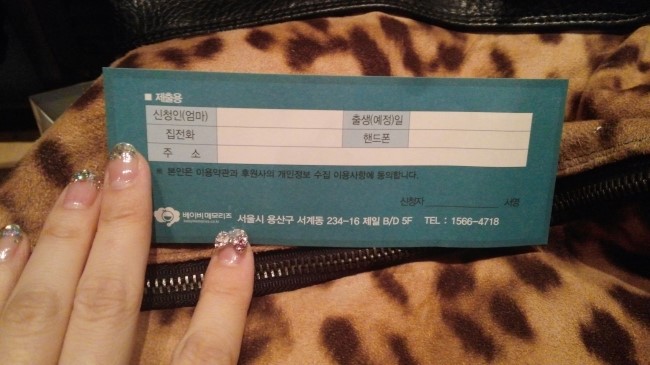 ■ 제출용
신청인(엄마) 출생(예정)일
집전화 핸드폰
주 소
※ 본인은 이용약관과 후원사의 개인정보 수집 이용사항에 동의합니다.
신청자 ____________ 서명
베이비메모리즈 서울시 용산구 서계동 234-16 제일 B/D 5F TEL : 1566-4718